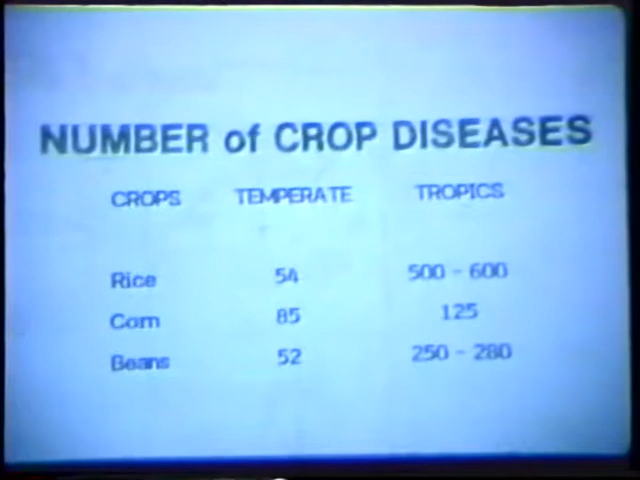 NUMBER of CROP DISEASES
CROPS TEMPERATE TROPICS
Rice 54 500 - 600
Corn 85 125
Beans 52 250 - 280